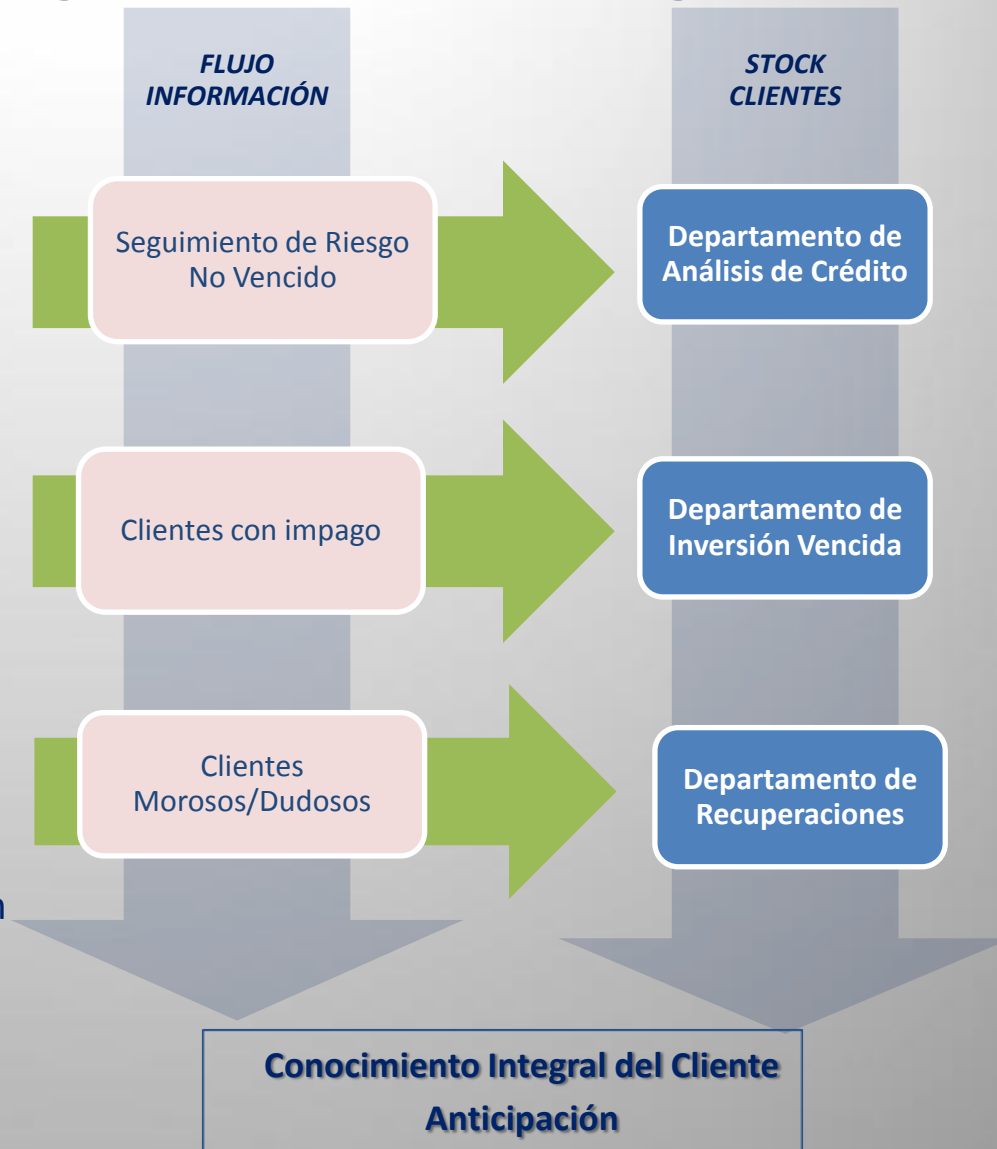 FLUJO
INFORMACIÓN
STOCK
CLIENTES
Seguimiento de Riesgo
No Vencido
Departamento de
Análisis de Crédito
Clientes con impago
Departamento de
Inversión Vencida
Clientes
Morosos/Dudosos
Departamento de
Recuperaciones
Conocimiento Integral del Cliente
Anticipación